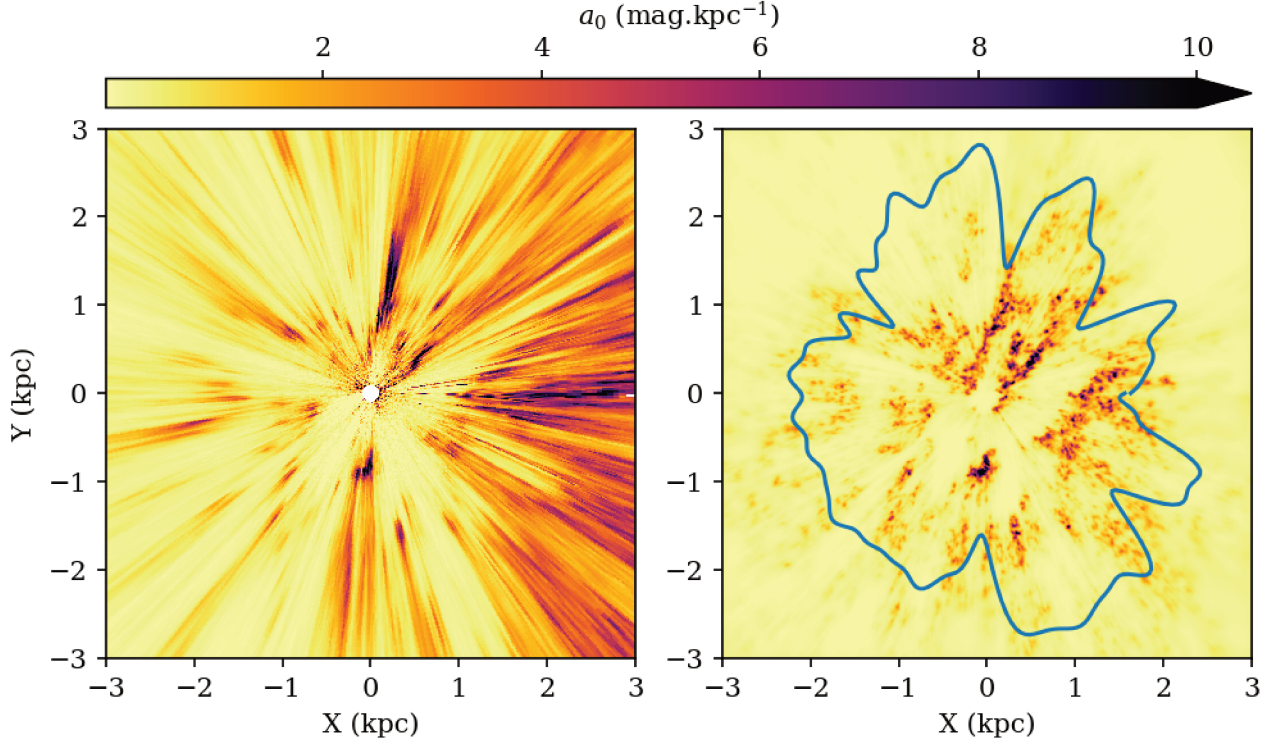 a₀ (mag.kpc⁻¹)
2 4 6 8 10
3 3
2 2
1 1
0 0
−1 −1
−2 −2
−3 −3
Y (kpc)
−3 −2 −1 0 1 2 3 −3 −2 −1 0 1 2 3
X (kpc) X (kpc)